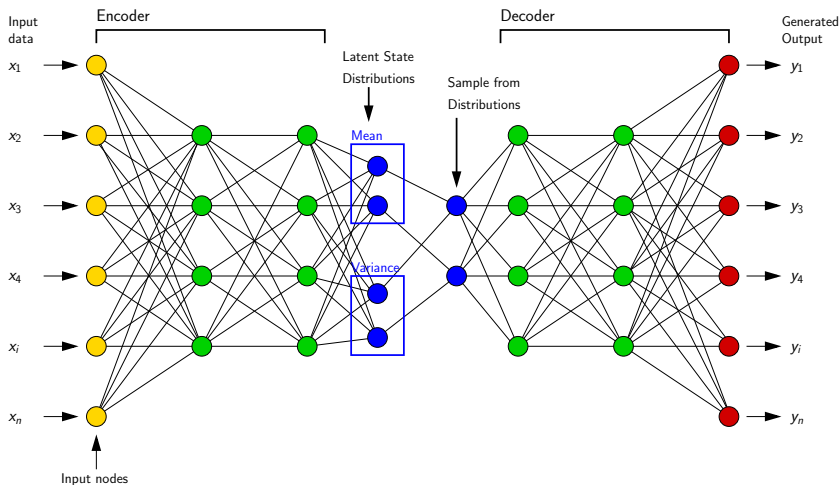 Input
data
Encoder
Decoder
Generated
Output
Latent State
Distributions
Sample from
Distributions
Mean
Variance
x1
x2
x3
x4
xi
xn
y1
y2
y3
y4
yi
yn
Input nodes